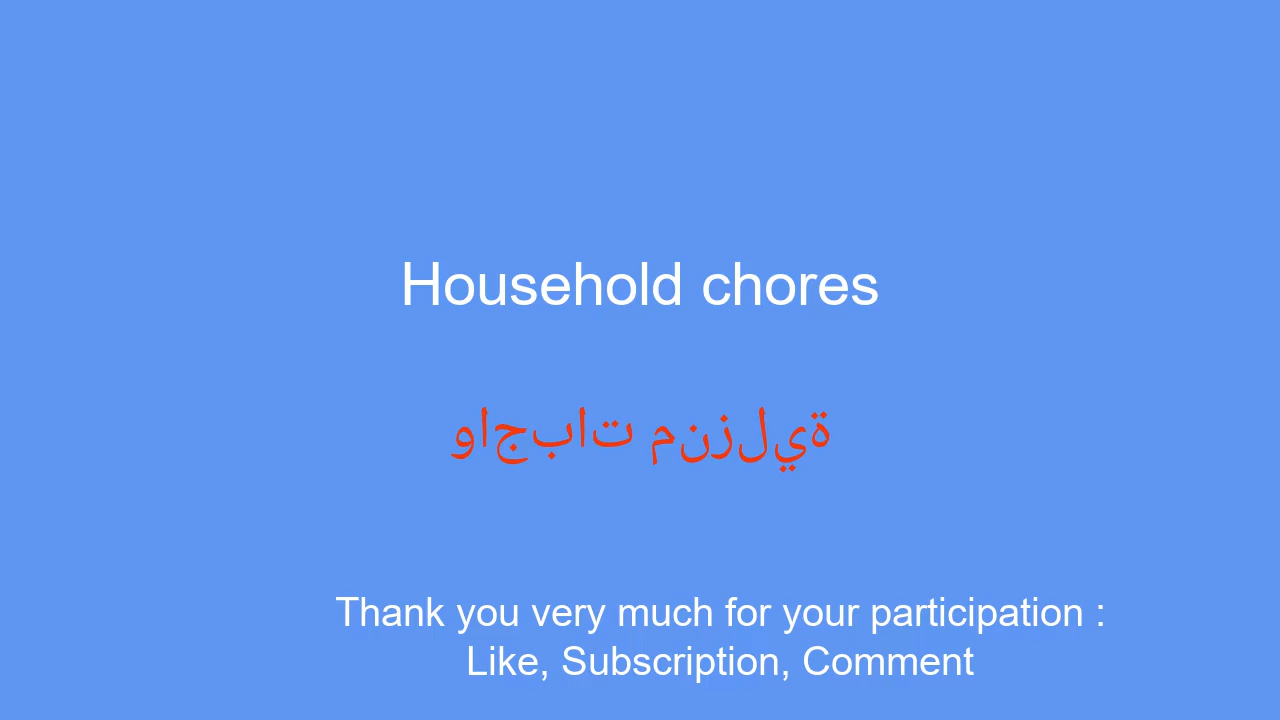 Household chores
واجبات منزلية
Thank you very much for your participation :
Like, Subscription, Comment